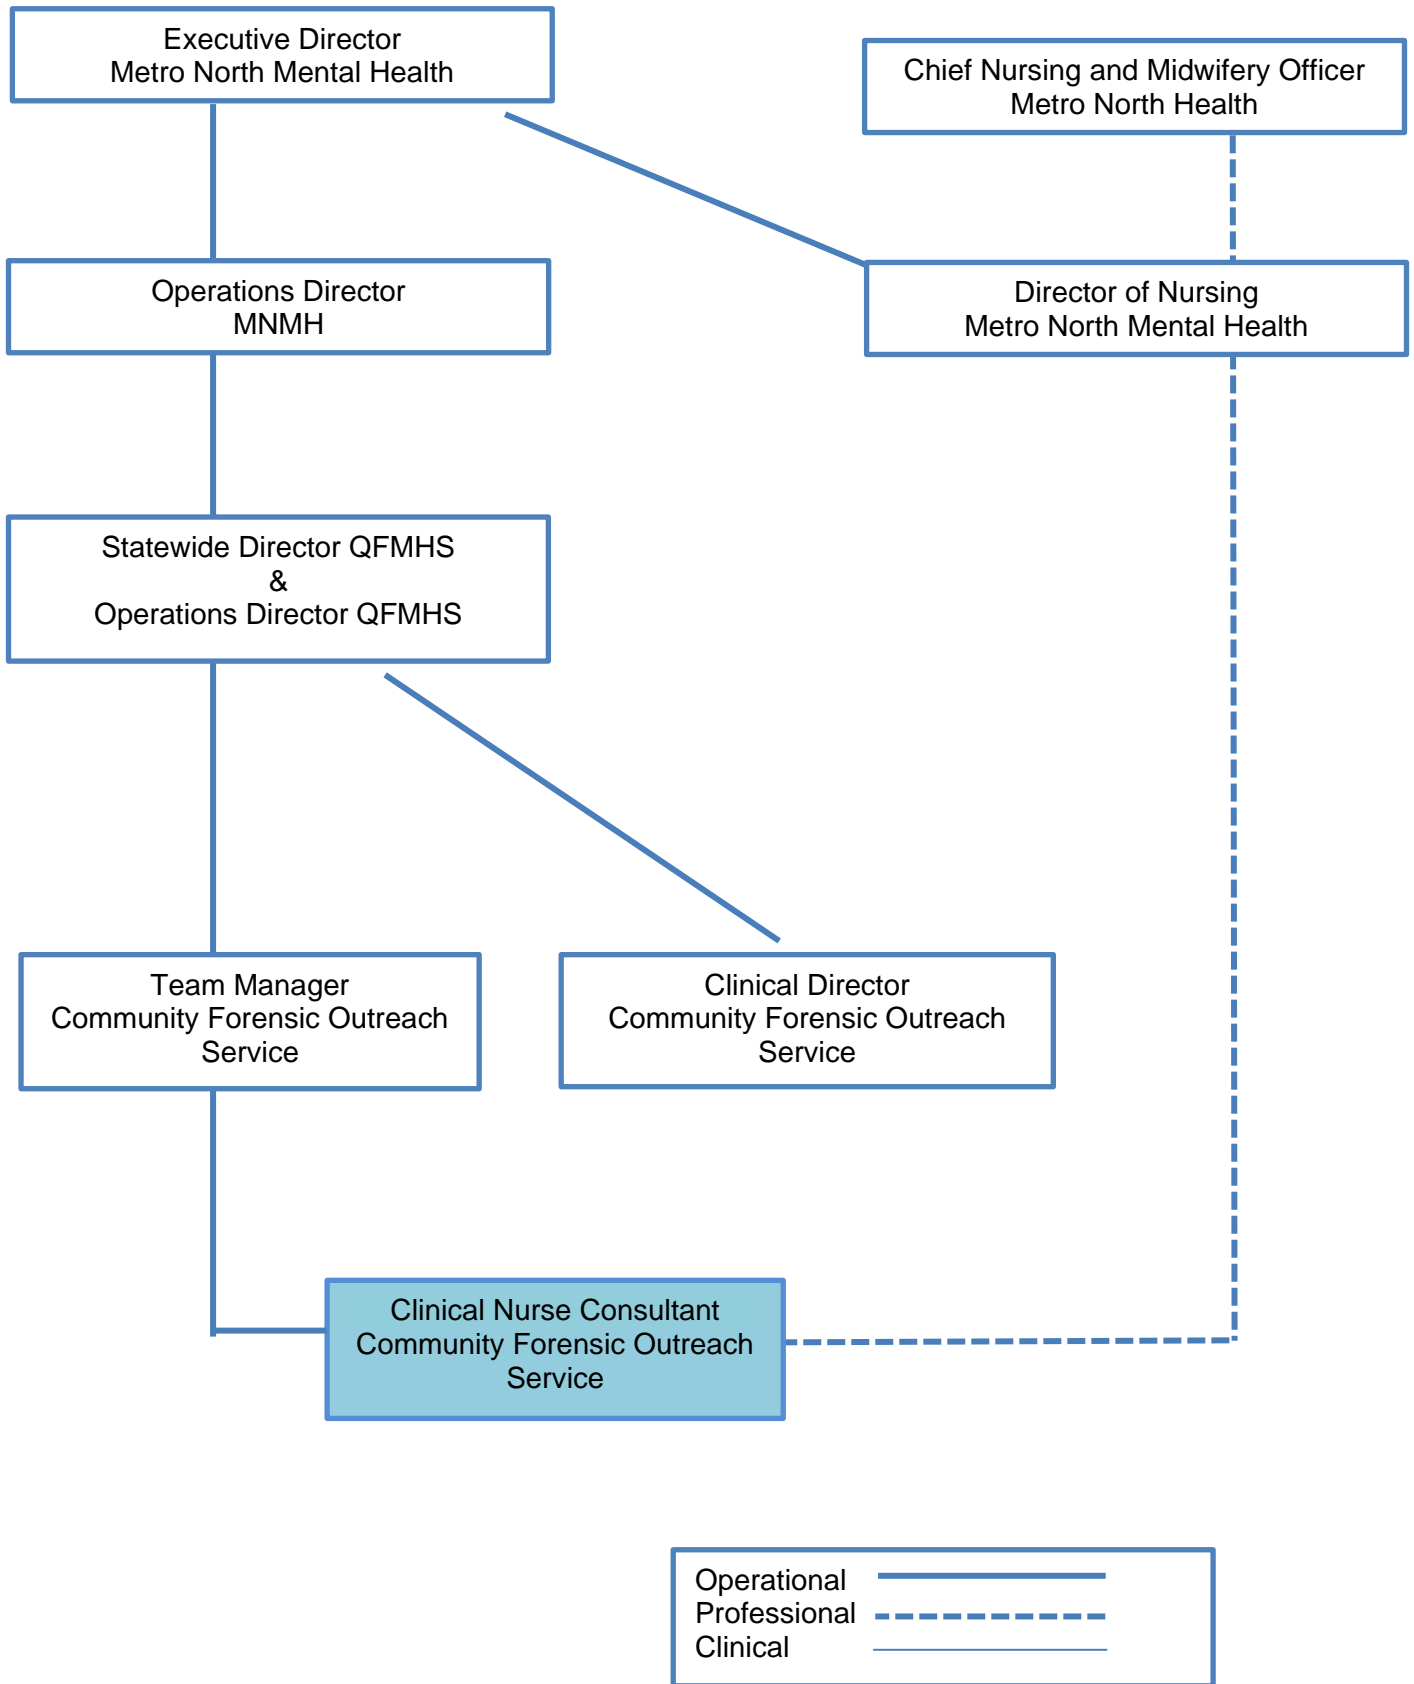 Executive Director
Metro North Mental Health
Chief Nursing and Midwifery Officer
Metro North Health
Operations Director
MNMH
Director of Nursing
Metro North Mental Health
Statewide Director QFMHS
&
Operations Director QFMHS
Team Manager
Community Forensic Outreach
Service
Clinical Director
Community Forensic Outreach
Service
Clinical Nurse Consultant
Community Forensic Outreach
Service
Operational
Professional
Clinical